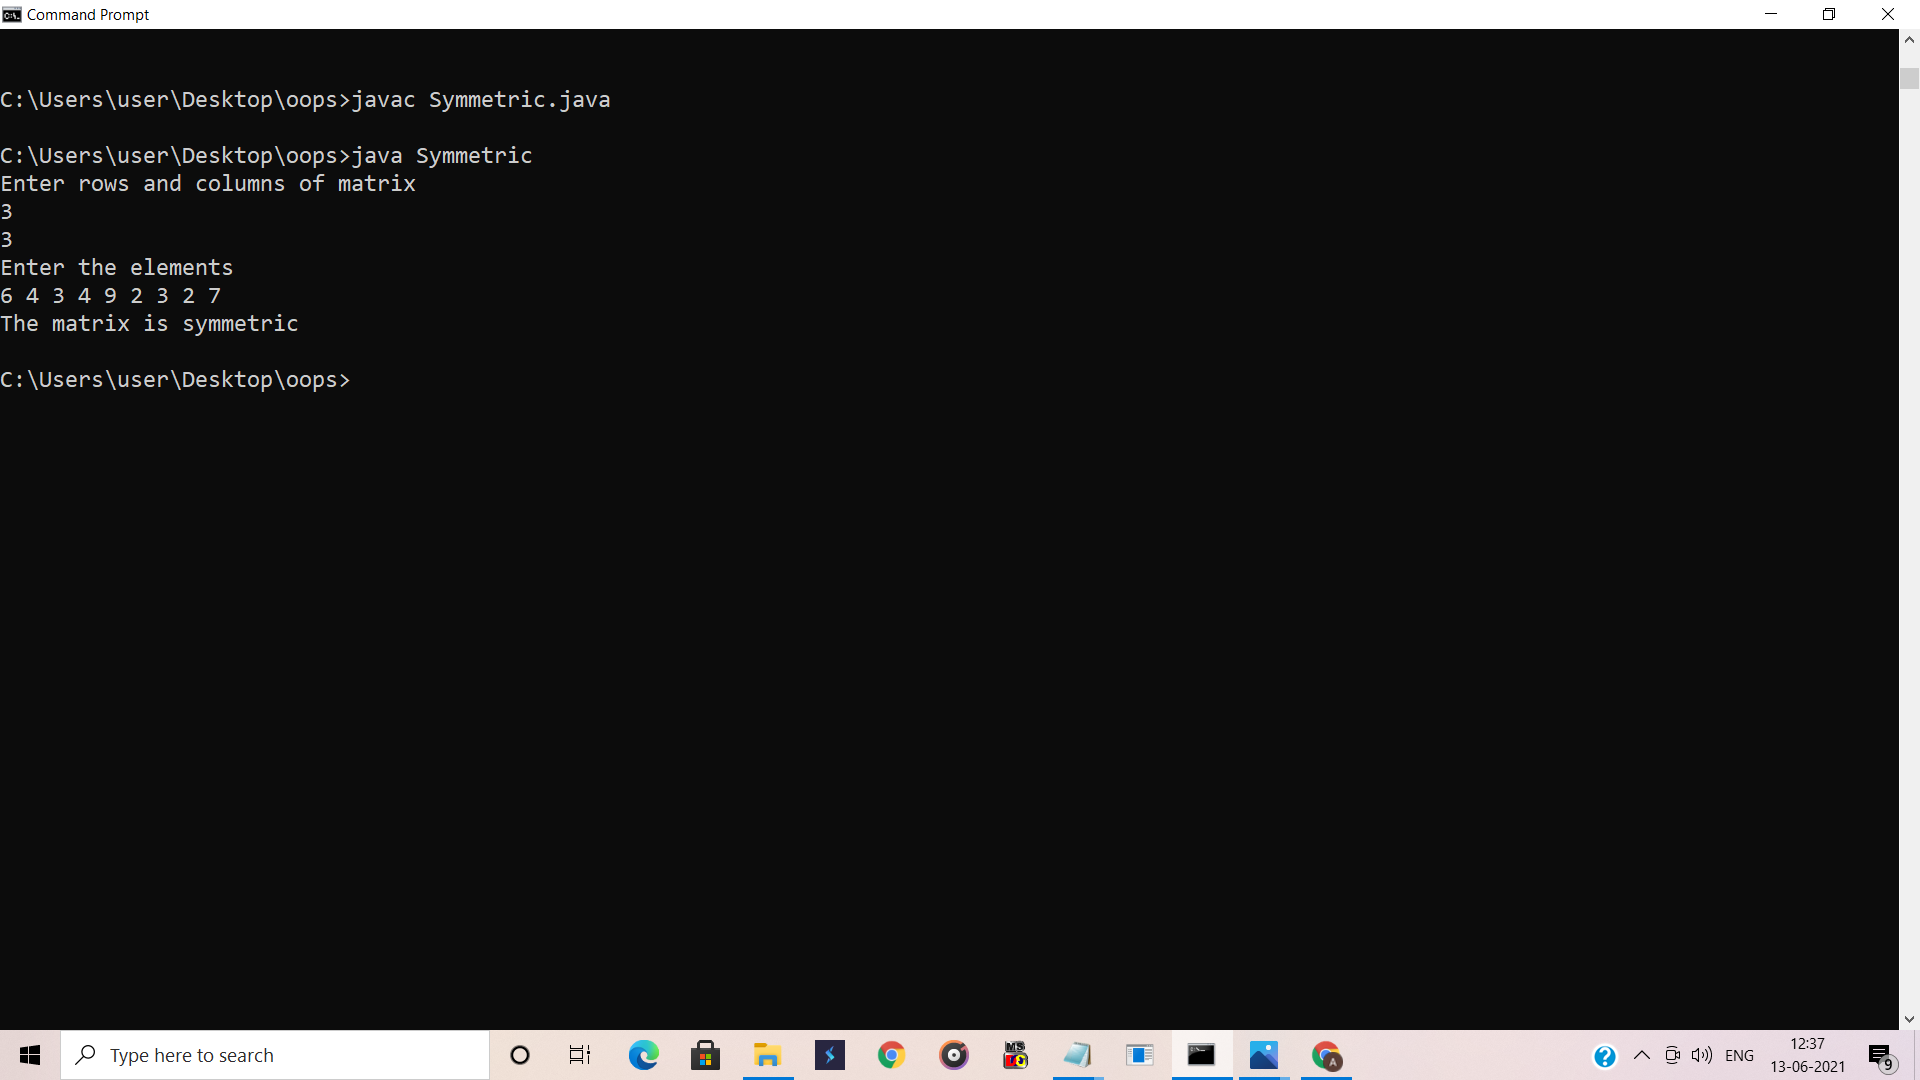 Command Prompt
C:\Users\user\Desktop\oops>javac Symmetric.java
C:\Users\user\Desktop\oops>java Symmetric
Enter rows and columns of matrix
3
3
Enter the elements
6 4 3 4 9 2 3 2 7
The matrix is symmetric
C:\Users\user\Desktop\oops>
Type here to search
MS
A
ENG
12:37
13-06-2021
9